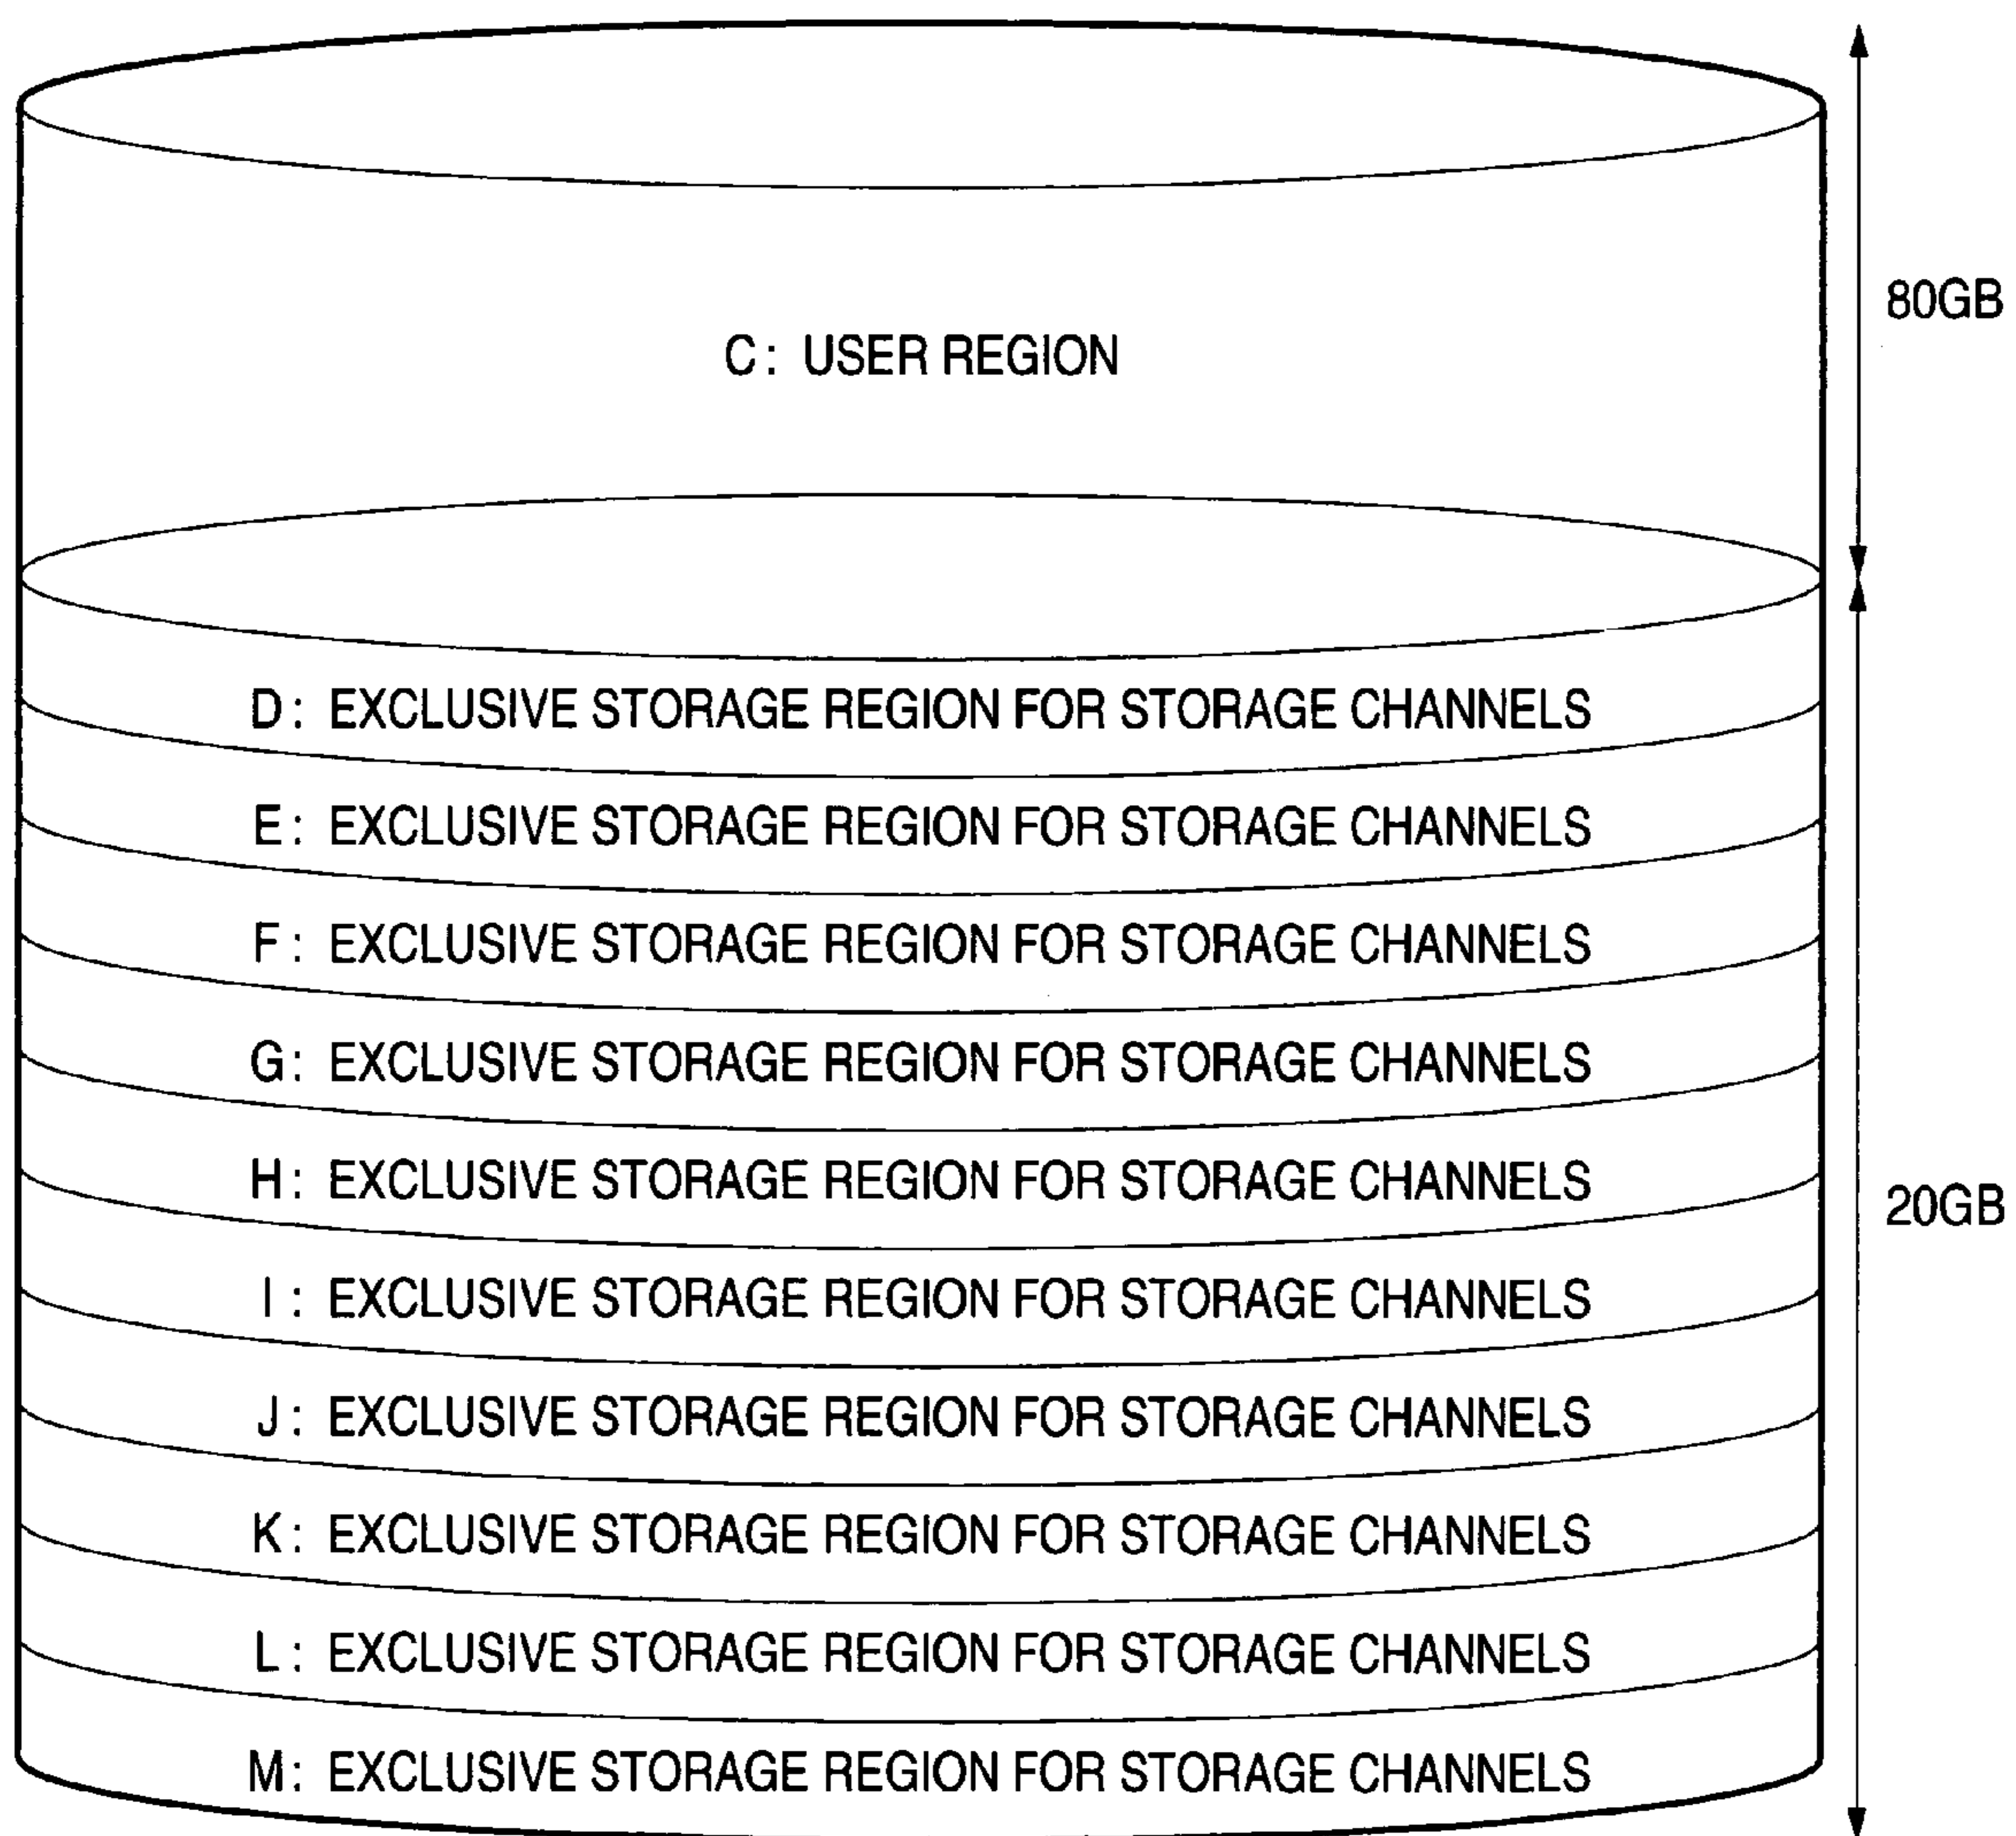 80GB
C: USER REGION
D: EXCLUSIVE STORAGE REGION FOR STORAGE CHANNELS
E: EXCLUSIVE STORAGE REGION FOR STORAGE CHANNELS
F: EXCLUSIVE STORAGE REGION FOR STORAGE CHANNELS
G: EXCLUSIVE STORAGE REGION FOR STORAGE CHANNELS
H: EXCLUSIVE STORAGE REGION FOR STORAGE CHANNELS
20GB
I: EXCLUSIVE STORAGE REGION FOR STORAGE CHANNELS
J: EXCLUSIVE STORAGE REGION FOR STORAGE CHANNELS
K: EXCLUSIVE STORAGE REGION FOR STORAGE CHANNELS
L: EXCLUSIVE STORAGE REGION FOR STORAGE CHANNELS
M: EXCLUSIVE STORAGE REGION FOR STORAGE CHANNELS